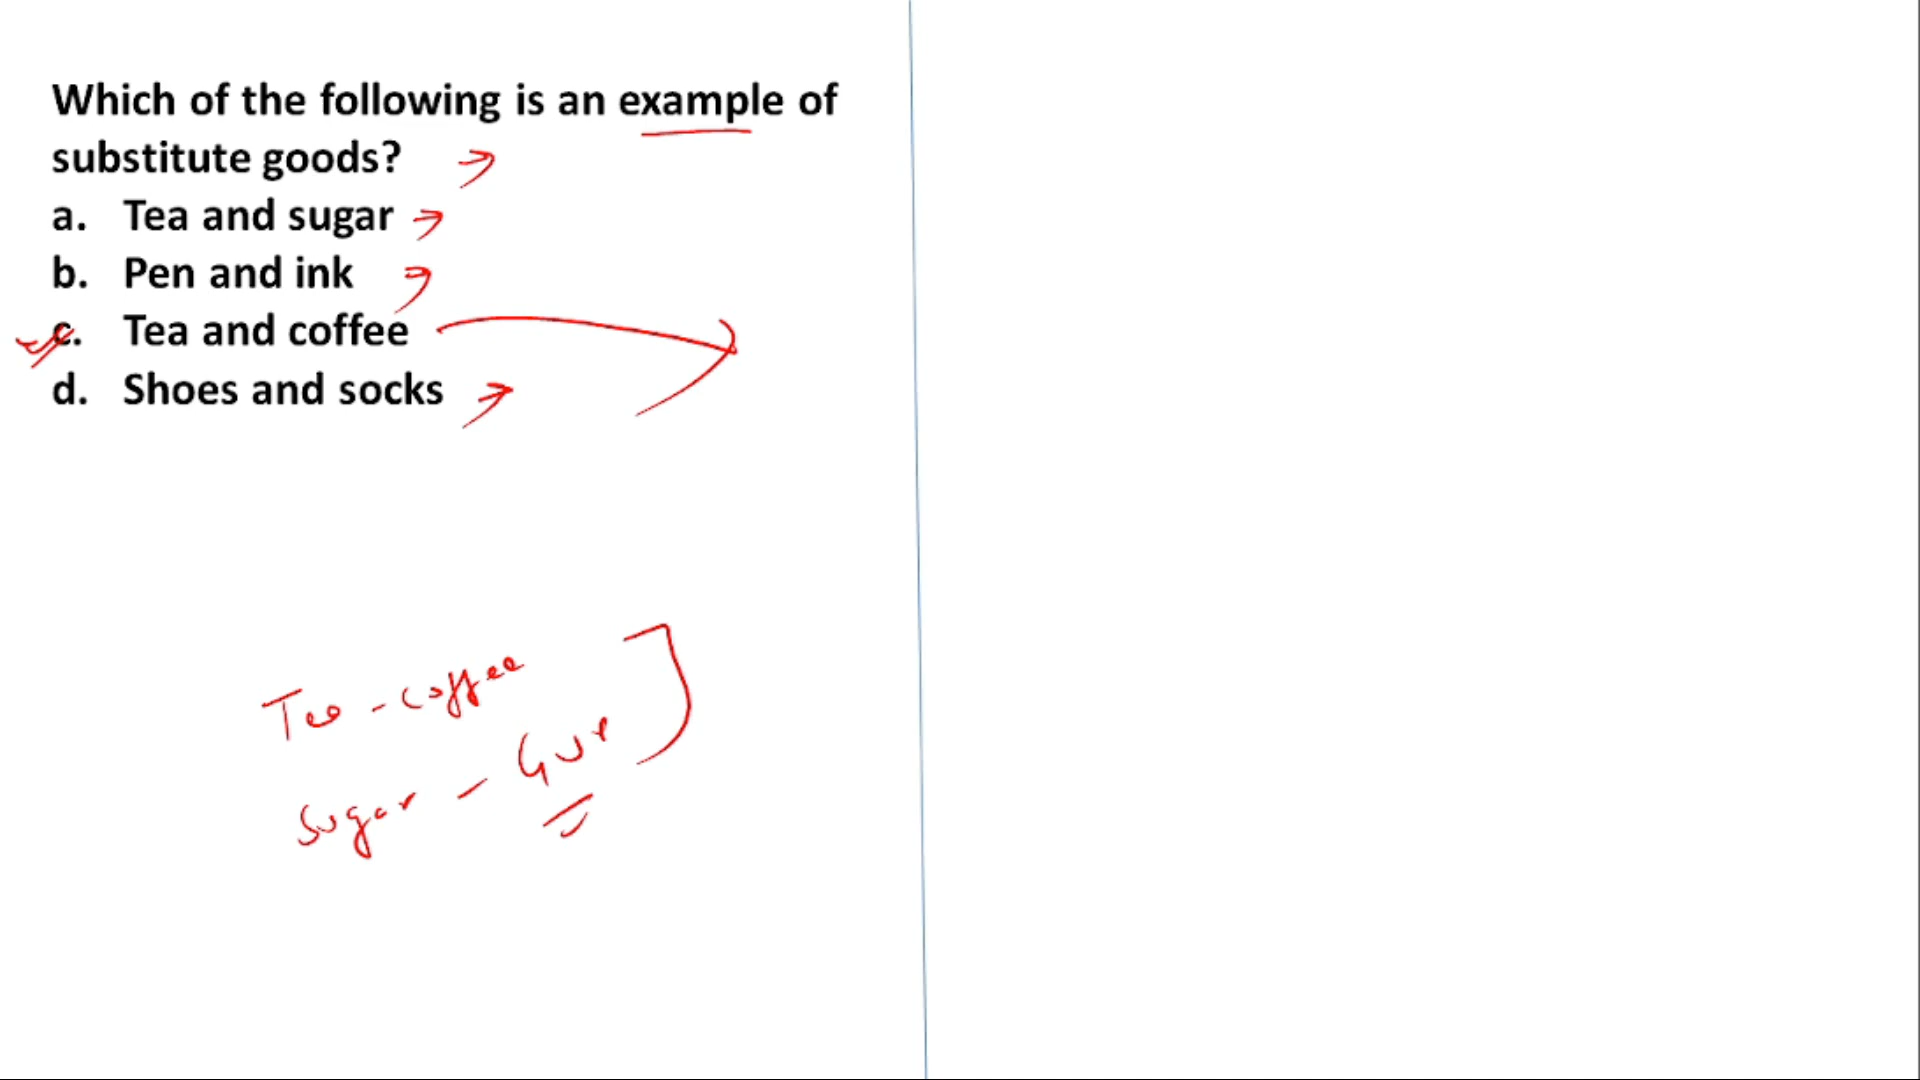 Which of the following is an example of
substitute goods?
a. Tea and sugar
b. Pen and ink
c. Tea and coffee
d. Shoes and socks
Tea - coffee
Sugar - Gur